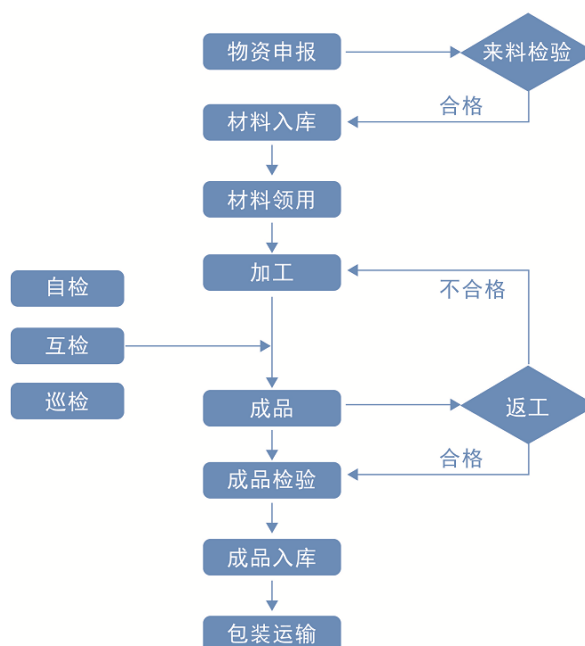 物资申报
来料检验
合格
材料入库
材料领用
加工
不合格
自检
互检
巡检
成品
返工
合格
成品检验
成品入库
包装运输